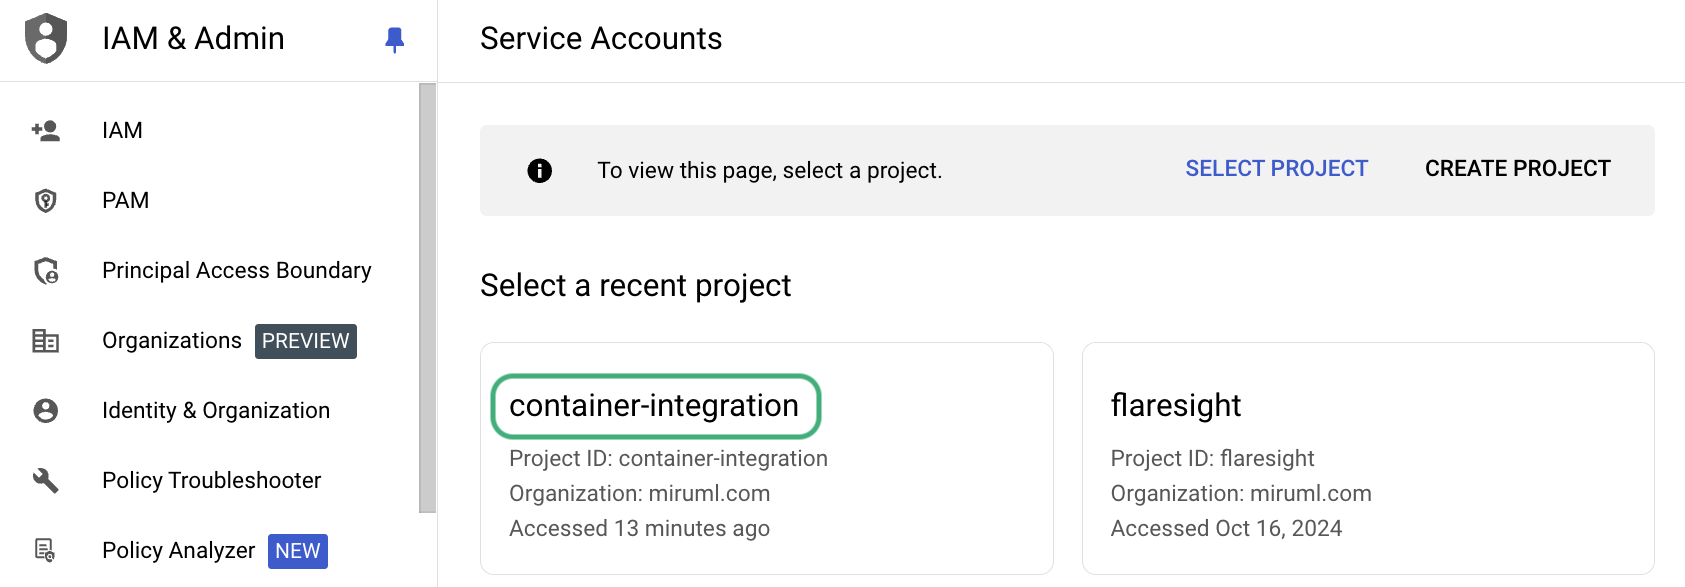 IAM & Admin
IAM
PAM
Principal Access Boundary
Organizations PREVIEW
Identity & Organization
Policy Troubleshooter
Policy Analyzer NEW
Service Accounts
To view this page, select a project. SELECT PROJECT CREATE PROJECT
Select a recent project
container-integration
Project ID: container-integration
Organization: miruml.com
Accessed 13 minutes ago
flaresight
Project ID: flaresight
Organization: miruml.com
Accessed Oct 16, 2024